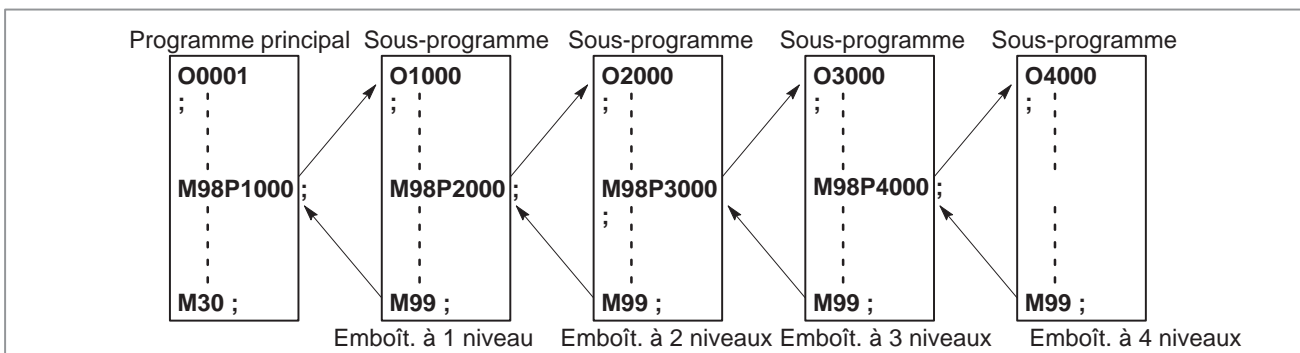 Programme principal
Sous-programme
Sous-programme
Sous-programme
Sous-programme
O0001
;
M98P1000 ;
M30 ;
O1000
;
M98P2000 ;
M99 ;
Emboît. à 1 niveau
O2000
;
M98P3000
;
M99 ;
Emboît. à 2 niveaux
O3000
;
M98P4000 ;
M99 ;
Emboît. à 3 niveaux
O4000
;
M99 ;
Emboît. à 4 niveaux